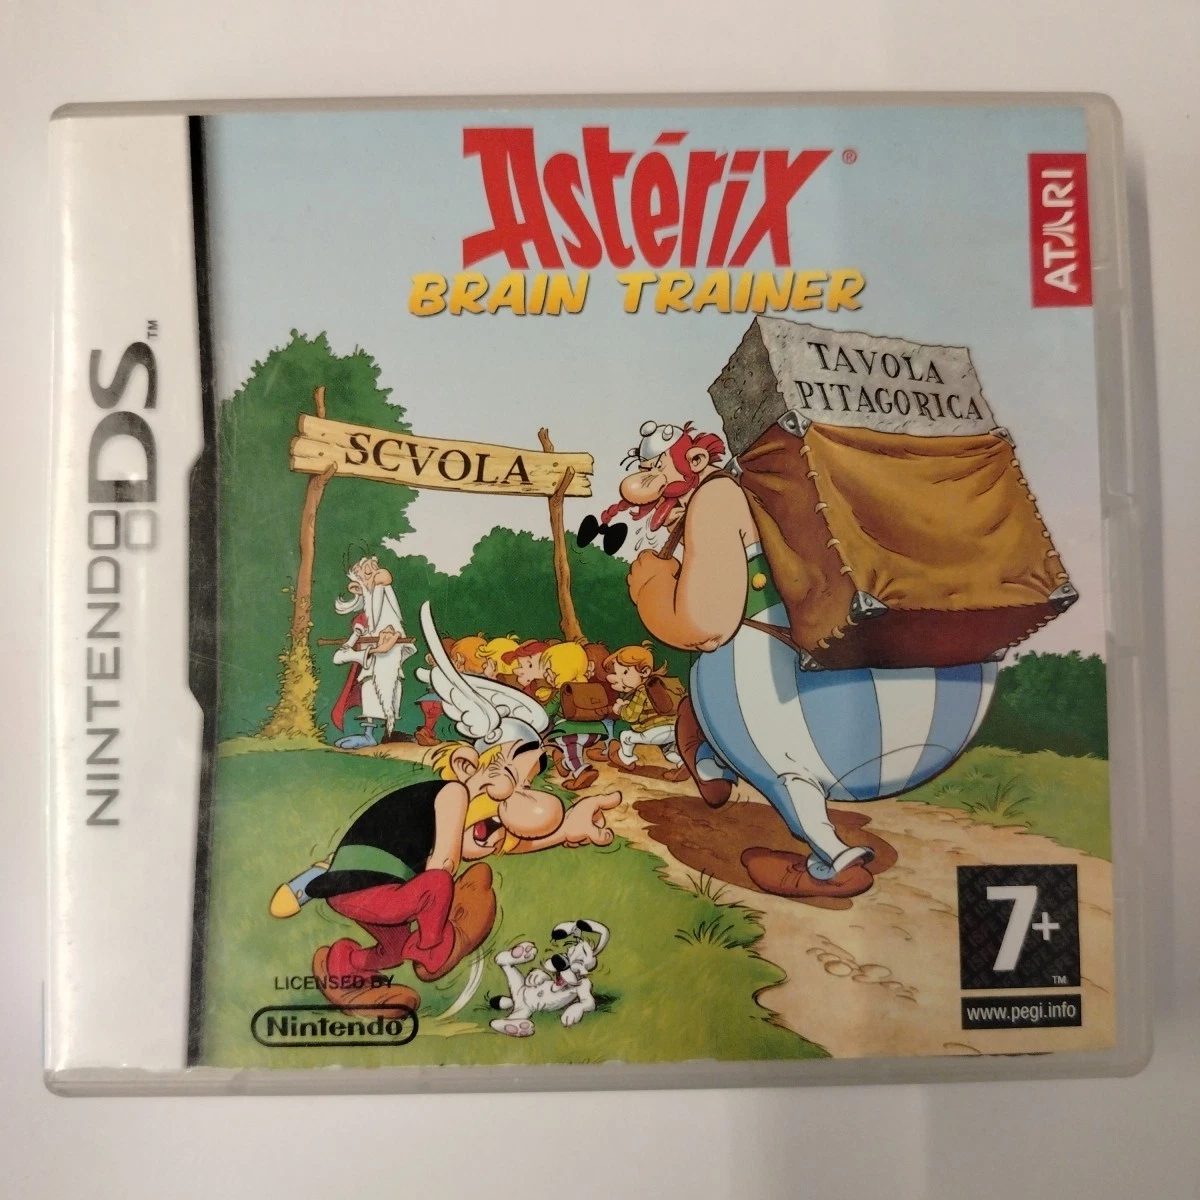 NINTENDO DS™
Astérix®
BRAIN TRAINER
ATARI
TAVOLA
PITAGORICA
SCVOLA
LICENSED BY
Nintendo
7+
™
www.pegi.info